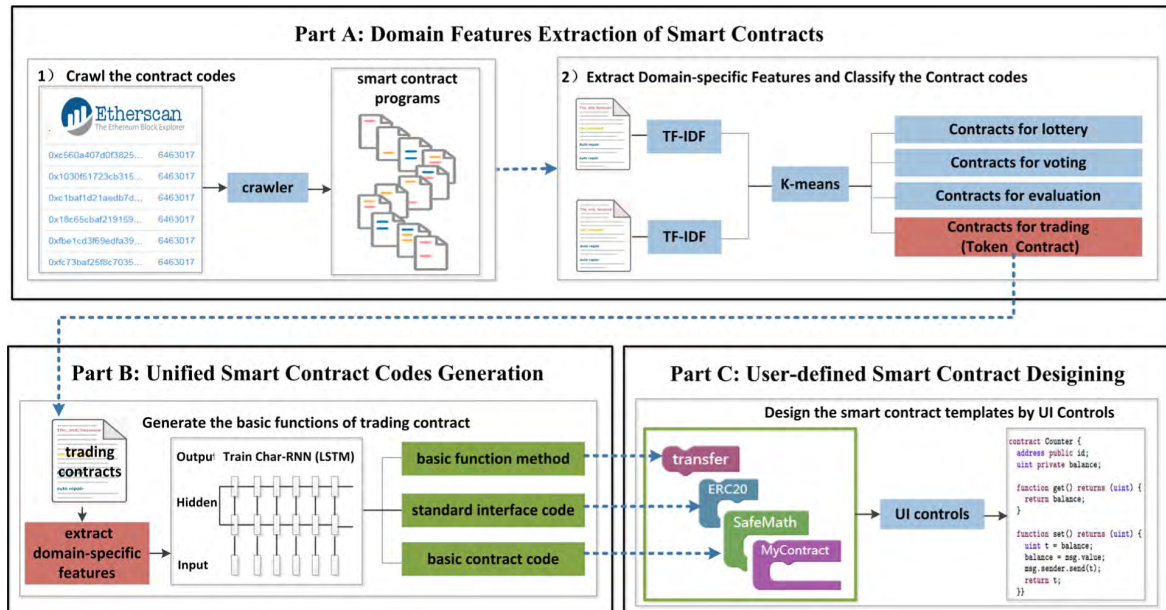 Part A: Domain Features Extraction of Smart Contracts
1） Crawl the contract codes
Etherscan
The Ethereum Block Explorer
0xc560a407d0f3825... 6463017
0x1030f61723cb315... 6463017
0xc1baf1d21aedb7d... 6463017
0x18c65cbaf219169... 6463017
0xfbe1cd3f69edfa39... 6463017
0xfc73baf25f8c7035... 6463017
crawler
smart contract
programs
2）Extract Domain-specific Features and Classify the Contract codes
TF-IDF
TF-IDF
K-means
Contracts for lottery
Contracts for voting
Contracts for evaluation
Contracts for trading
(Token Contract)
Part B: Unified Smart Contract Codes Generation
Generate the basic functions of trading contract
trading
contracts
extract
domain-specific
features
Output
Train Char-RNN (LSTM)
Hidden
Input
basic function method
standard interface code
basic contract code
Part C: User-defined Smart Contract Desigining
Design the smart contract templates by UI Controls
transfer
ERC20
SafeMath
MyContract
UI controls
contract Counter {
address public id;
uint private balance;
function get() returns (uint) {
return balance;
}
function set() returns (uint) {
uint t = balance;
balance = msg.value;
msg.sender.send(t);
return t;
}}